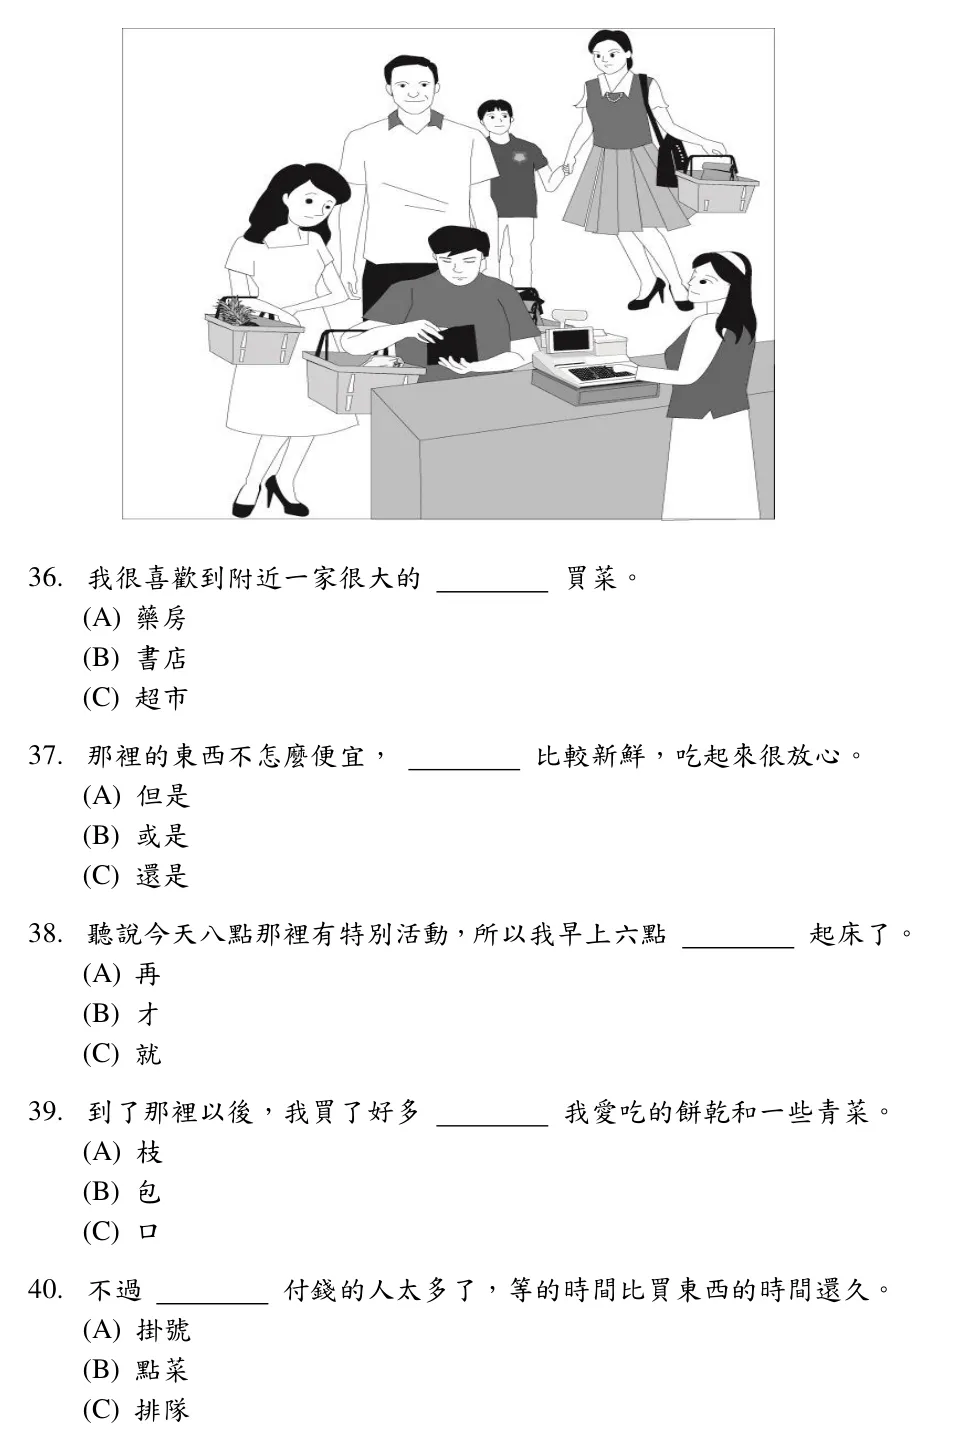 36. 我很喜歡到附近一家很大的 ________ 買菜。
(A) 藥房
(B) 書店
(C) 超市
37. 那裡的東西不怎麼便宜， ________ 比較新鮮，吃起來很放心。
(A) 但是
(B) 或是
(C) 還是
38. 聽說今天八點那裡有特別活動，所以我早上六點 ________ 起床了。
(A) 再
(B) 才
(C) 就
39. 到了那裡以後，我買了好多 ________ 我愛吃的餅乾和一些青菜。
(A) 枝
(B) 包
(C) 口
40. 不過 ________ 付錢的人太多了，等的時間比買東西的時間還久。
(A) 掛號
(B) 點菜
(C) 排隊